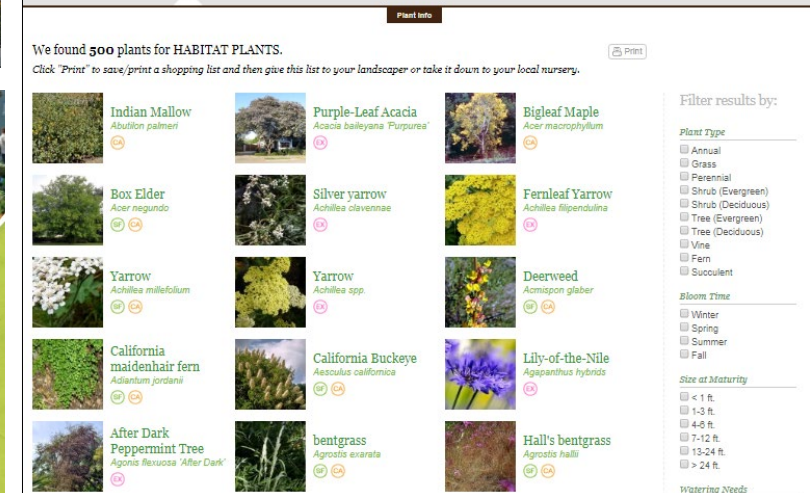 Plant Info
We found 500 plants for HABITAT PLANTS.
Print
Click "Print" to save/print a shopping list and then give this list to your landscaper or take it down to your local nursery.
Indian Mallow
Abutilon palmeri
CA
Purple-Leaf Acacia
Acacia baileyana 'Purpurea'
EX
Bigleaf Maple
Acer macrophyllum
CA
Box Elder
Acer negundo
SF CA
Silver yarrow
Achillea clavennae
EX
Fernleaf Yarrow
Achillea filipendulina
EX
Yarrow
Achillea millefolium
SF CA
Yarrow
Achillea spp.
EX
Deerweed
Acmispon glaber
SF CA
California
maidenhair fern
Adiantum jordanii
SF CA
California Buckeye
Aesculus californica
SF CA
Lily-of-the-Nile
Agapanthus hybrids
EX
After Dark
Peppermint Tree
Agonis flexuosa 'After Dark'
EX
bentgrass
Agrostis exarata
SF CA
Hall's bentgrass
Agrostis hallii
SF CA
Filter results by:
Plant Type
Annual
Grass
Perennial
Shrub (Evergreen)
Shrub (Deciduous)
Tree (Evergreen)
Tree (Deciduous)
Vine
Fern
Succulent
Bloom Time
Winter
Spring
Summer
Fall
Size at Maturity
< 1 ft.
1-3 ft.
4-6 ft.
7-12 ft.
13-24 ft.
> 24 ft.
Watering Needs